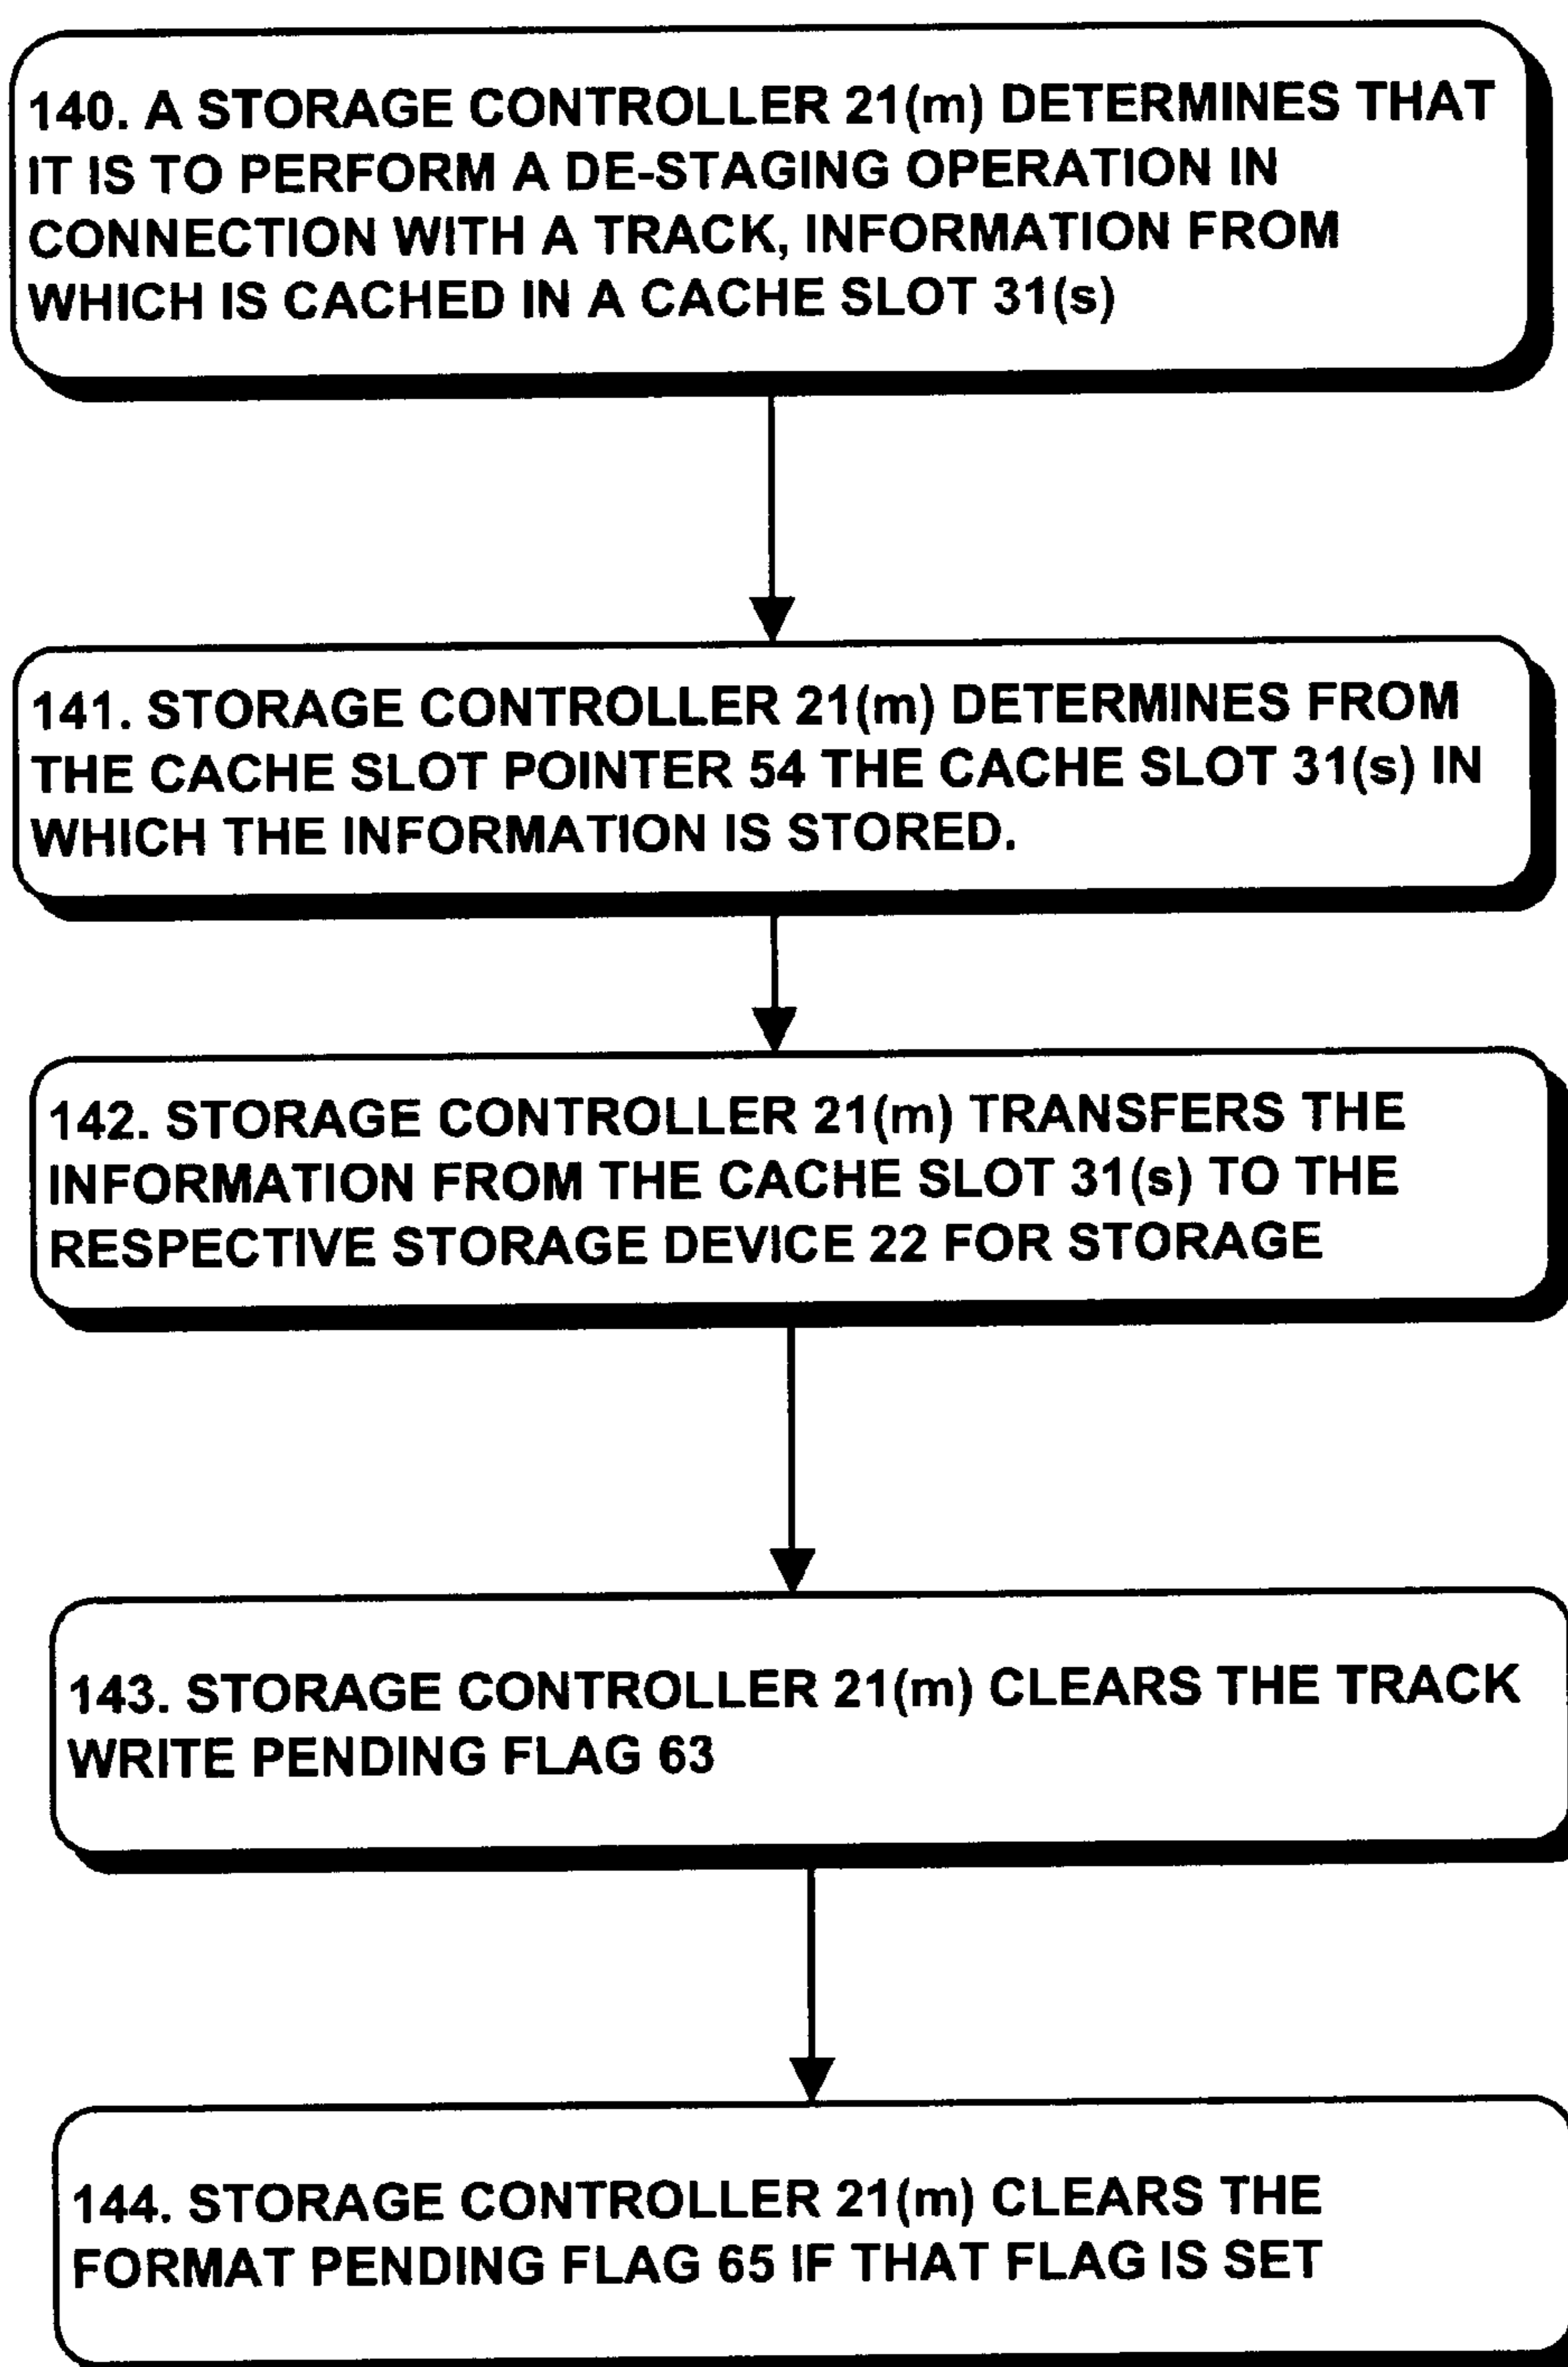 140. A STORAGE CONTROLLER 21(m) DETERMINES THAT
IT IS TO PERFORM A DE-STAGING OPERATION IN
CONNECTION WITH A TRACK, INFORMATION FROM
WHICH IS CACHED IN A CACHE SLOT 31(s)
141. STORAGE CONTROLLER 21(m) DETERMINES FROM
THE CACHE SLOT POINTER 54 THE CACHE SLOT 31(s) IN
WHICH THE INFORMATION IS STORED.
142. STORAGE CONTROLLER 21(m) TRANSFERS THE
INFORMATION FROM THE CACHE SLOT 31(s) TO THE
RESPECTIVE STORAGE DEVICE 22 FOR STORAGE
143. STORAGE CONTROLLER 21(m) CLEARS THE TRACK
WRITE PENDING FLAG 63
144. STORAGE CONTROLLER 21(m) CLEARS THE
FORMAT PENDING FLAG 65 IF THAT FLAG IS SET